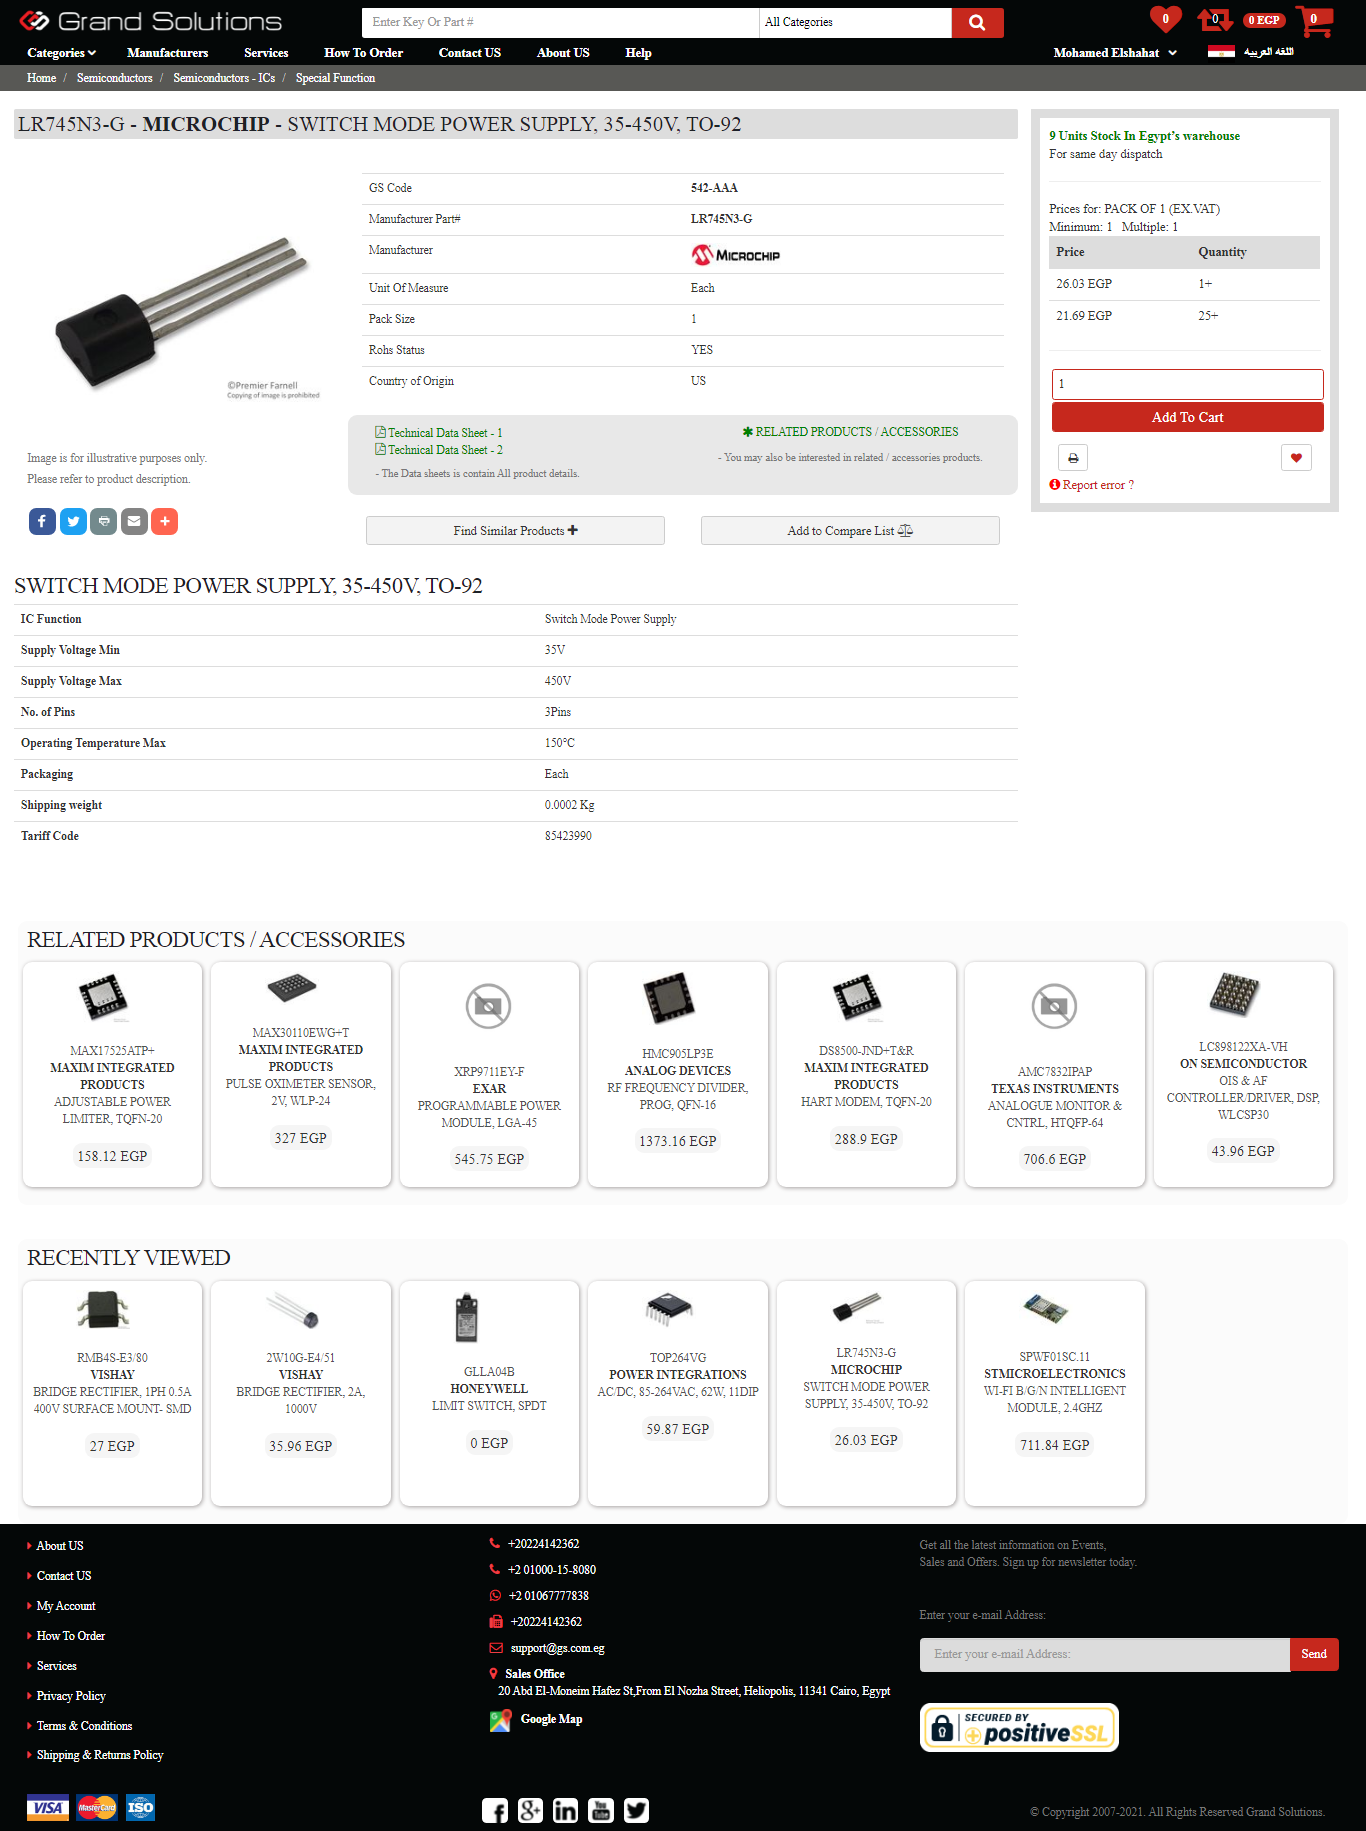 Grand Solutions
Enter Key Or Part #
All Categories
0
0
0 EGP
0
Categories
Manufacturers
Services
How To Order
Contact US
About US
Help
Mohamed Elshahat
اللغه العربيه
Home / Semiconductors / Semiconductors - ICs / Special Function
LR745N3-G - MICROCHIP - SWITCH MODE POWER SUPPLY, 35-450V, TO-92
©Premier Farnell
Copying of image is prohibited
Image is for illustrative purposes only.
Please refer to product description.
GS Code 542-AAA
Manufacturer Part# LR745N3-G
Manufacturer MICROCHIP
Unit Of Measure Each
Pack Size 1
Rohs Status YES
Country of Origin US
Technical Data Sheet - 1
Technical Data Sheet - 2
- The Data sheets is contain All product details.
RELATED PRODUCTS / ACCESSORIES
- You may also be interested in related / accessories products.
Find Similar Products
Add to Compare List
9 Units Stock In Egypt's warehouse
For same day dispatch
Prices for: PACK OF 1 (EX.VAT)
Minimum: 1 Multiple: 1
Price Quantity
26.03 EGP 1+
21.69 EGP 25+
1
Add To Cart
Report error ?
SWITCH MODE POWER SUPPLY, 35-450V, TO-92
IC Function Switch Mode Power Supply
Supply Voltage Min 35V
Supply Voltage Max 450V
No. of Pins 3Pins
Operating Temperature Max 150°C
Packaging Each
Shipping weight 0.0002 Kg
Tariff Code 85423990
RELATED PRODUCTS / ACCESSORIES
MAX17525ATP+
MAXIM INTEGRATED
PRODUCTS
ADJUSTABLE POWER
LIMITER, TQFN-20
158.12 EGP
MAX30110EWG+T
MAXIM INTEGRATED
PRODUCTS
PULSE OXIMETER SENSOR,
2V, WLP-24
327 EGP
XRP9711EY-F
EXAR
PROGRAMMABLE POWER
MODULE, LGA-45
545.75 EGP
HMC905LP3E
ANALOG DEVICES
RF FREQUENCY DIVIDER,
PROG, QFN-16
1373.16 EGP
DS8500-JND+T&R
MAXIM INTEGRATED
PRODUCTS
HART MODEM, TQFN-20
288.9 EGP
AMC7832IPAP
TEXAS INSTRUMENTS
ANALOGUE MONITOR &
CNTRL, HTQFP-64
706.6 EGP
LC898122XA-VH
ON SEMICONDUCTOR
OIS & AF
CONTROLLER/DRIVER, DSP,
WLCSP30
43.96 EGP
RECENTLY VIEWED
RMB4S-E3/80
VISHAY
BRIDGE RECTIFIER, 1PH 0.5A
400V SURFACE MOUNT- SMD
27 EGP
2W10G-E4/51
VISHAY
BRIDGE RECTIFIER, 2A,
1000V
35.96 EGP
GLLA04B
HONEYWELL
LIMIT SWITCH, SPDT
0 EGP
TOP264VG
POWER INTEGRATIONS
AC/DC, 85-264VAC, 62W, 11DIP
59.87 EGP
LR745N3-G
MICROCHIP
SWITCH MODE POWER
SUPPLY, 35-450V, TO-92
26.03 EGP
SPWF01SC.11
STMICROELECTRONICS
WI-FI B/G/N INTELLIGENT
MODULE, 2.4GHZ
711.84 EGP
About US
Contact US
My Account
How To Order
Services
Privacy Policy
Terms & Conditions
Shipping & Returns Policy
+20224142362
+2 01000-15-8080
+2 01067777838
+20224142362
support@gs.com.eg
Sales Office
20 Abd El-Moneim Hafez St,From El Nozha Street, Heliopolis, 11341 Cairo, Egypt
Google Map
Get all the latest information on Events,
Sales and Offers. Sign up for newsletter today.
Enter your e-mail Address:
Enter your e-mail Address:
Send
SECURED BY
positiveSSL
VISA
MasterCard
ISO
You Tube
© Copyright 2007-2021. All Rights Reserved Grand Solutions.